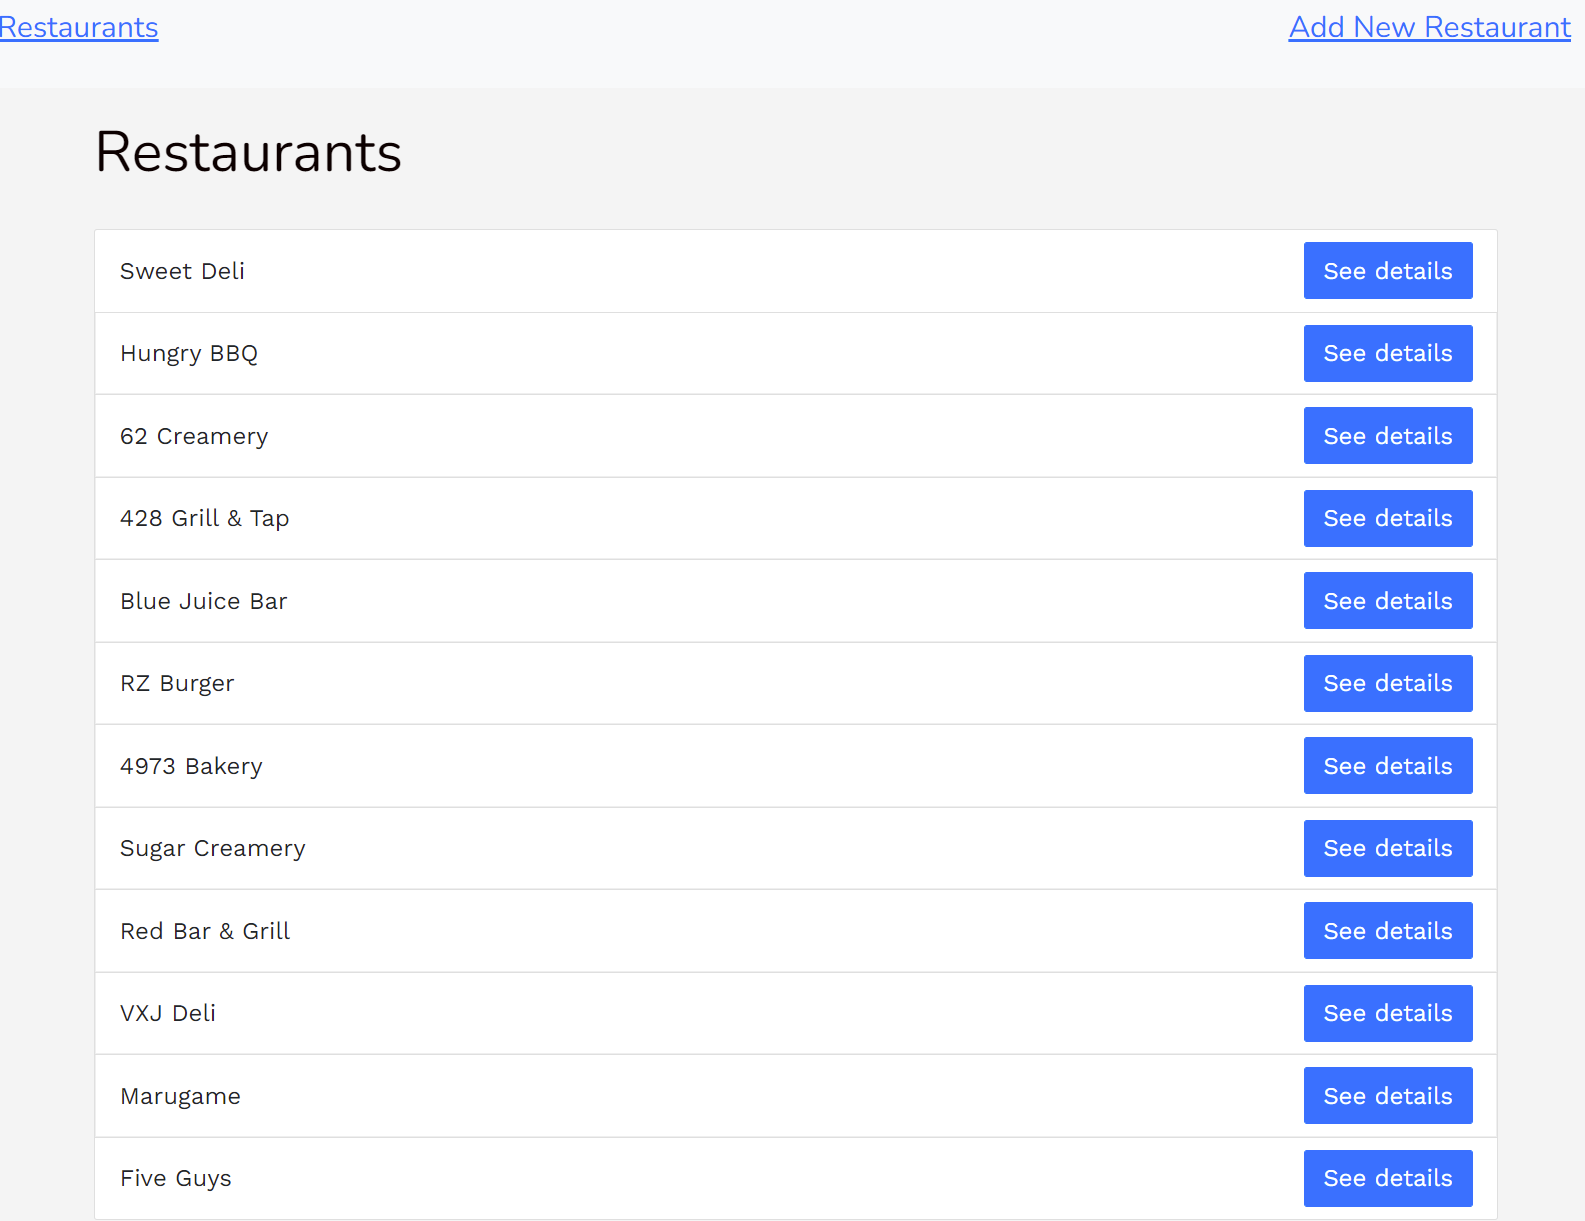 Restaurants Add New Restaurant
Restaurants
Sweet Deli See details
Hungry BBQ See details
62 Creamery See details
428 Grill & Tap See details
Blue Juice Bar See details
RZ Burger See details
4973 Bakery See details
Sugar Creamery See details
Red Bar & Grill See details
VXJ Deli See details
Marugame See details
Five Guys See details